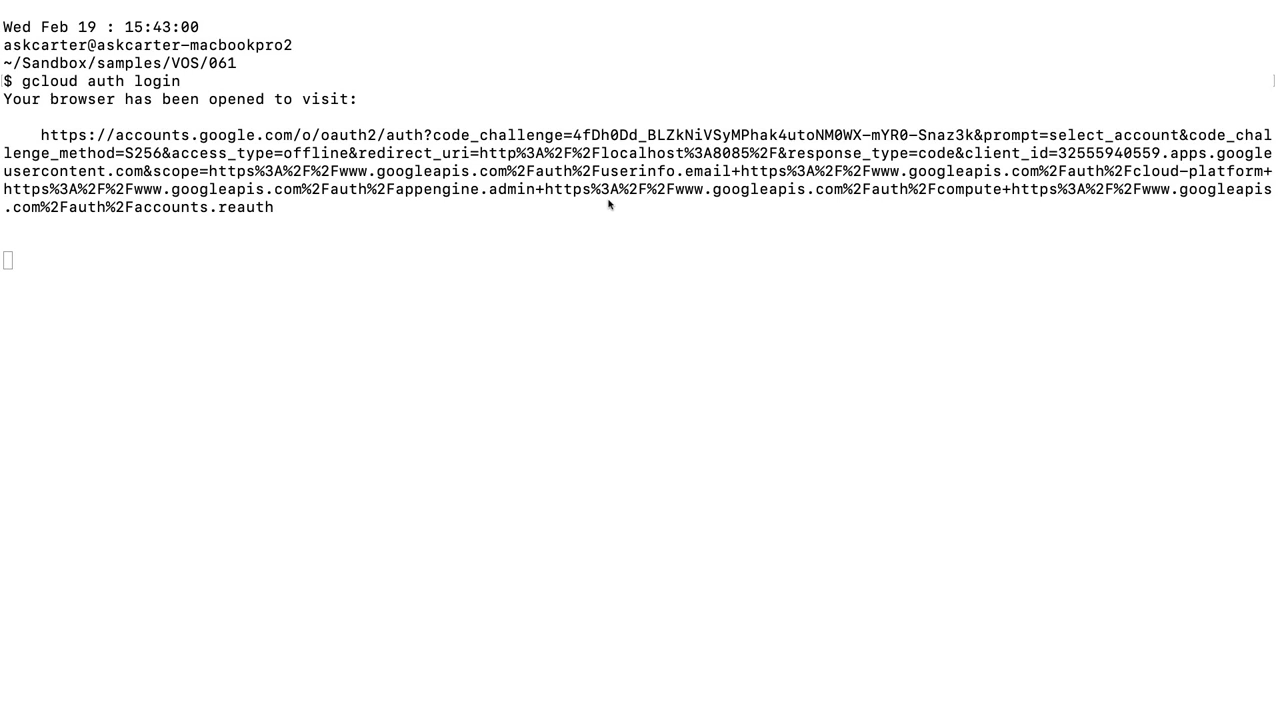 Wed Feb 19 : 15:43:00
askcarter@askcarter-macbookpro2
~/Sandbox/samples/VOS/061
$ gcloud auth login
Your browser has been opened to visit:
https://accounts.google.com/o/oauth2/auth?code_challenge=4fDh0Dd_BLZkNiVSyMPhak4utoNM0WX-mYR0-Snaz3k&prompt=select_account&code_chal
lenge_method=S256&access_type=offline&redirect_uri=http%3A%2F%2Flocalhost%3A8085%2F&response_type=code&client_id=32555940559.apps.google
usercontent.com&scope=https%3A%2F%2Fwww.googleapis.com%2Fauth%2Fuserinfo.email+https%3A%2F%2Fwww.googleapis.com%2Fauth%2Fcloud-platform+
https%3A%2F%2Fwww.googleapis.com%2Fauth%2Fappengine.admin+https%3A%2F%2Fwww.googleapis.com%2Fauth%2Fcompute+https%3A%2F%2Fwww.googleapis
.com%2Fauth%2Faccounts.reauth